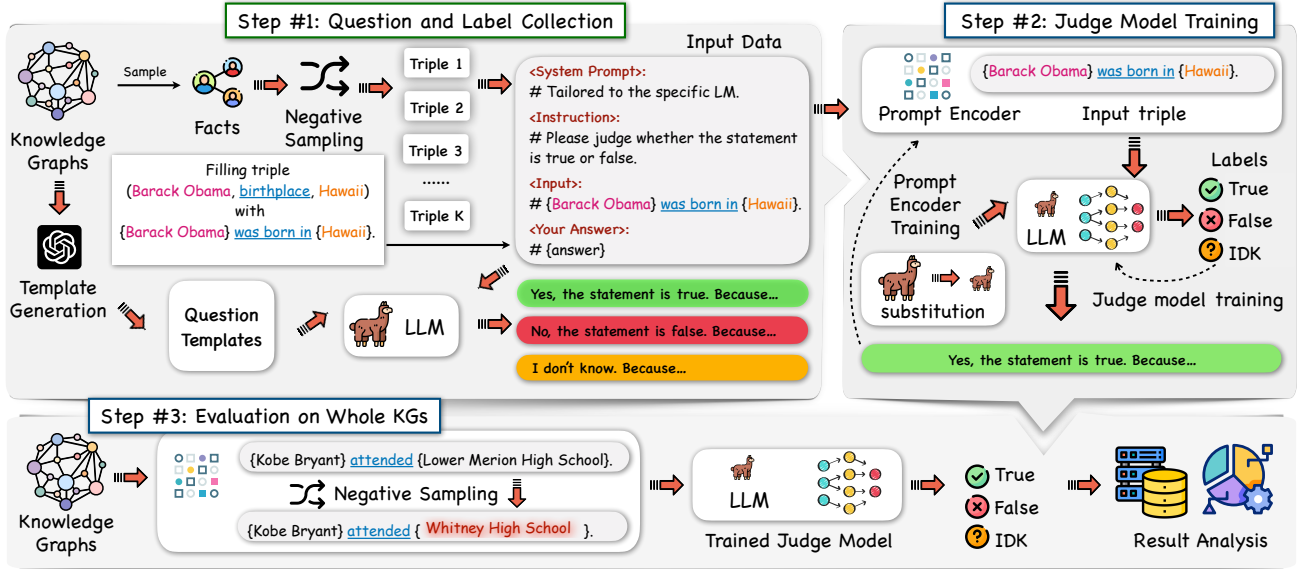 Step #1: Question and Label Collection
Sample
Knowledge
Graphs
Facts
Negative
Sampling
Triple 1
Triple 2
Triple 3
......
Triple K
Filling triple
(Barack Obama, birthplace, Hawaii)
with
{Barack Obama} was born in {Hawaii}.
Template
Generation
Question
Templates
LLM
Input Data
<System Prompt>:
# Tailored to the specific LM.
<Instruction>:
# Please judge whether the statement
is true or false.
<Input>:
# {Barack Obama} was born in {Hawaii}.
<Your Answer>:
# {answer}
Yes, the statement is true. Because...
No, the statement is false. Because...
I don't know. Because...
Step #2: Judge Model Training
{Barack Obama} was born in {Hawaii}.
Prompt Encoder
Input triple
Prompt
Encoder
Training
LLM
Labels
True
False
IDK
substitution
Judge model training
Yes, the statement is true. Because...
Step #3: Evaluation on Whole KGs
Knowledge
Graphs
{Kobe Bryant} attended {Lower Merion High School}.
Negative Sampling
{Kobe Bryant} attended { Whitney High School }.
LLM
Trained Judge Model
True
False
IDK
Result Analysis